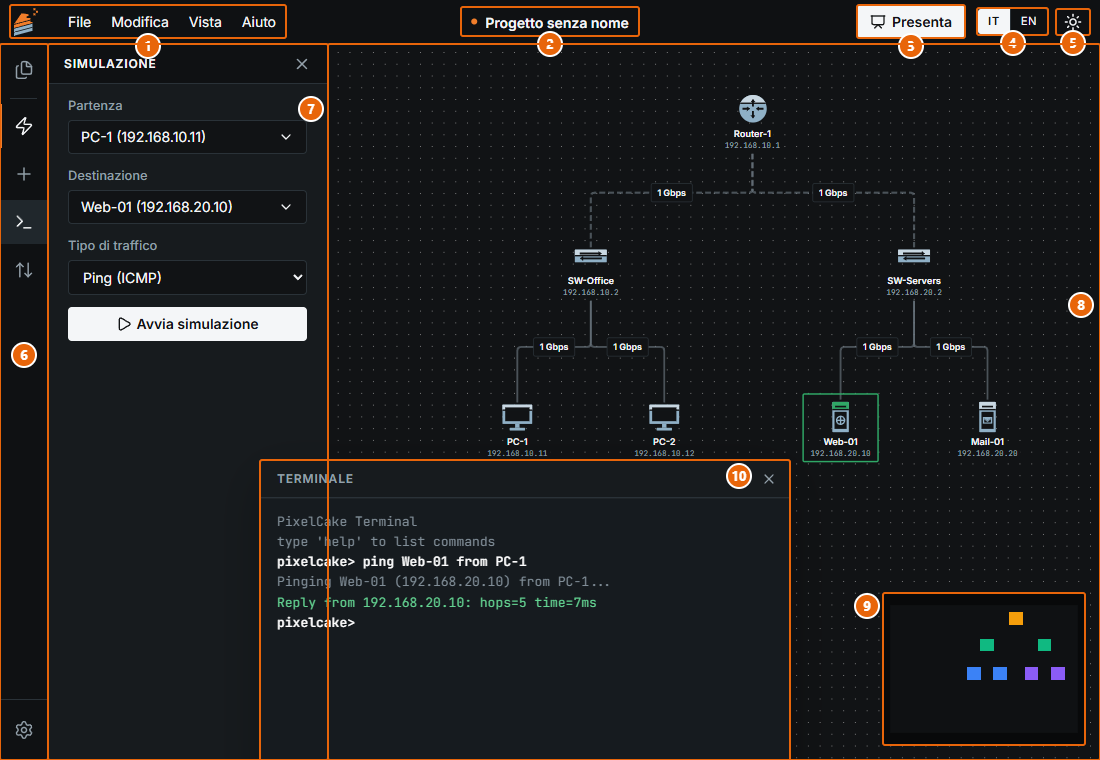 File Modifica Vista Aiuto
Progetto senza nome
Presenta
IT EN
1
2
3
4
5
SIMULAZIONE
Partenza
7
PC-1 (192.168.10.11)
Destinazione
Web-01 (192.168.20.10)
Tipo di traffico
Ping (ICMP)
Avvia simulazione
6
Router-1
192.168.10.1
1 Gbps
1 Gbps
SW-Office
192.168.10.2
SW-Servers
192.168.20.2
8
1 Gbps
1 Gbps
1 Gbps
1 Gbps
PC-1
192.168.10.11
PC-2
192.168.10.12
Web-01
192.168.20.10
Mail-01
192.168.20.20
TERMINALE
10
PixelCake Terminal
type 'help' to list commands
pixelcake> ping Web-01 from PC-1
Pinging Web-01 (192.168.20.10) from PC-1...
Reply from 192.168.20.10: hops=5 time=7ms
pixelcake>
9